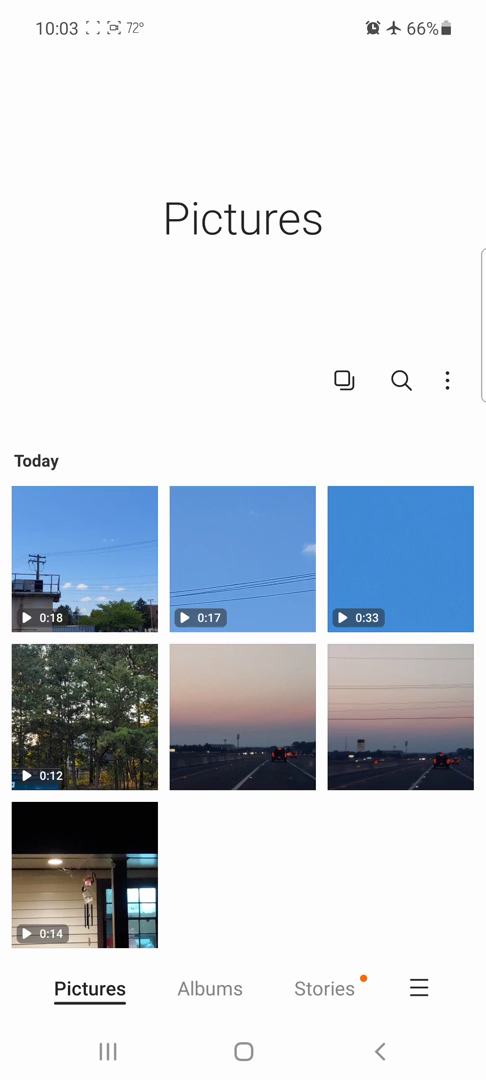 10:03 72° 66%
Pictures
Today
0:18 0:17 0:33
0:12
0:14
Pictures Albums Stories